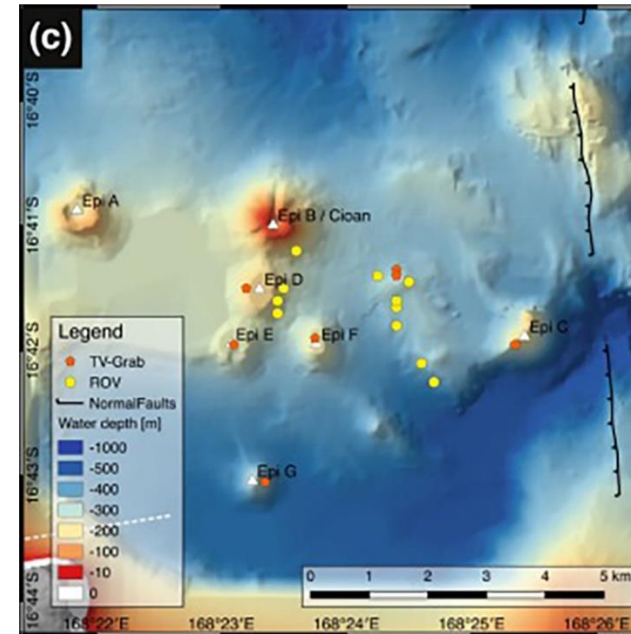 (c)
16°40'S
16°41'S
16°42'S
16°43'S
16°44'S
Epi A
Epi B / Cioan
Epi D
Epi E
Epi F
Epi C
Epi G
Legend
TV-Grab
ROV
NormalFaults
Water depth [m]
-1000
-500
-400
-300
-200
-100
-10
0
0 1 2 3 4 5 km
168°22'E 168°23'E 168°24'E 168°25'E 168°26'E